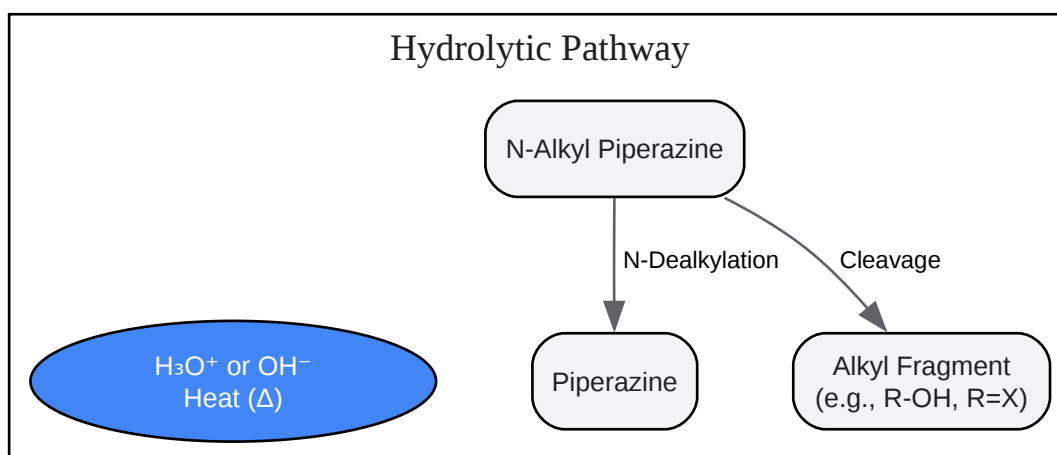 Hydrolytic Pathway
N-Alkyl Piperazine
N-Dealkylation
Cleavage
H₃O⁺ or OH⁻
Heat (Δ)
Piperazine
Alkyl Fragment
(e.g., R-OH, R=X)